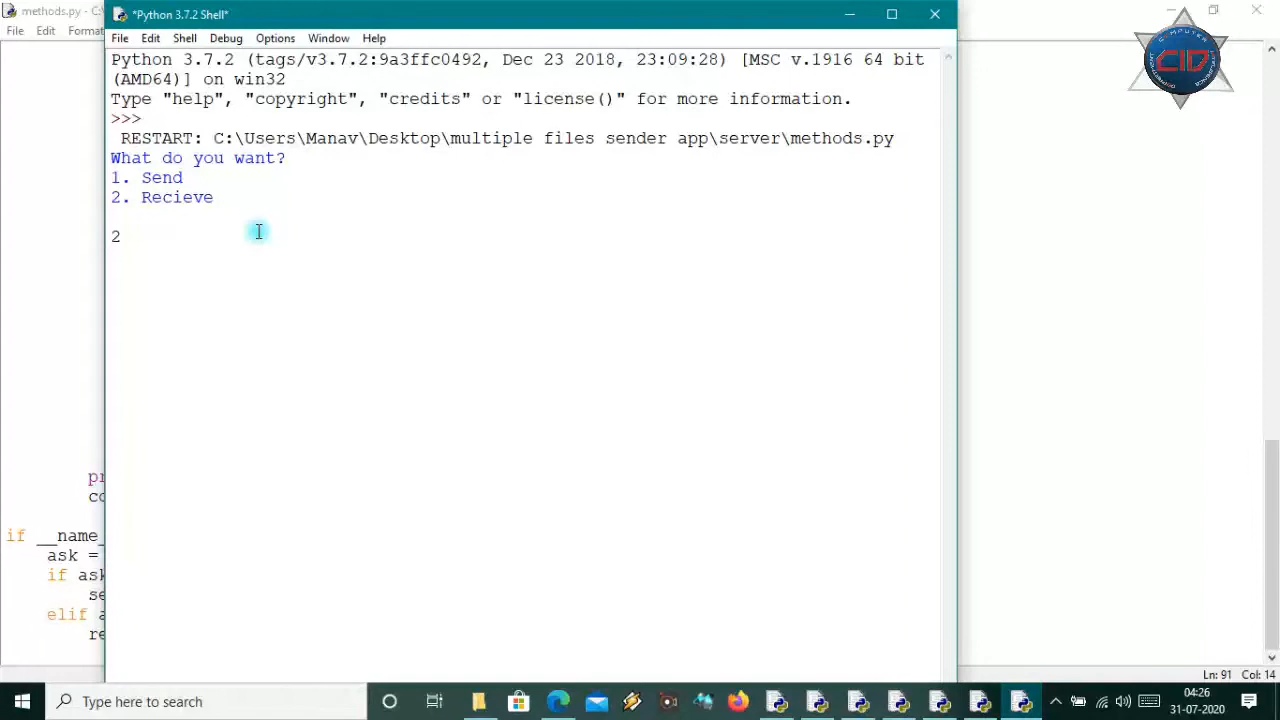 methods.py - C:\
File Edit Format
*Python 3.7.2 Shell*
File Edit Shell Debug Options Window Help
Python 3.7.2 (tags/v3.7.2:9a3ffc0492, Dec 23 2018, 23:09:28) [MSC v.1916 64 bit
(AMD64)] on win32
Type "help", "copyright", "credits" or "license()" for more information.
>>>
RESTART: C:\Users\Manav\Desktop\multiple files sender app\server\methods.py
What do you want?
1. Send
2. Recieve
2
pr
co
if __name_
ask =
if ask
se
elif a
re
COMPUTER
CID
Ln: 91 Col: 14
Type here to search
04:26
31-07-2020